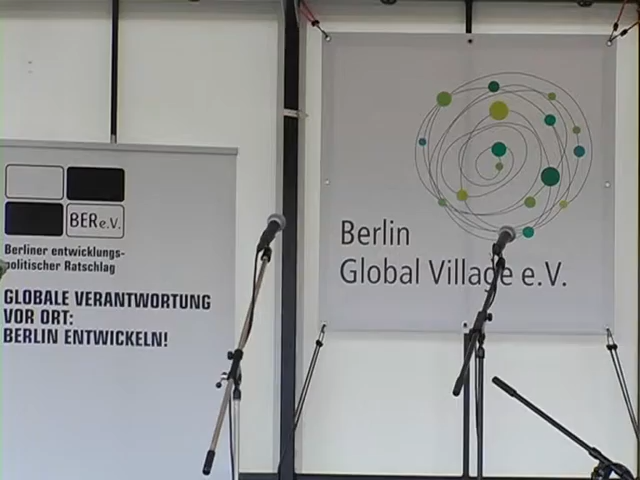 BER e.V.
Berliner entwicklungs-
politischer Ratschlag
GLOBALE VERANTWORTUNG
VOR ORT:
BERLIN ENTWICKELN!
Berlin
Global Village e.V.